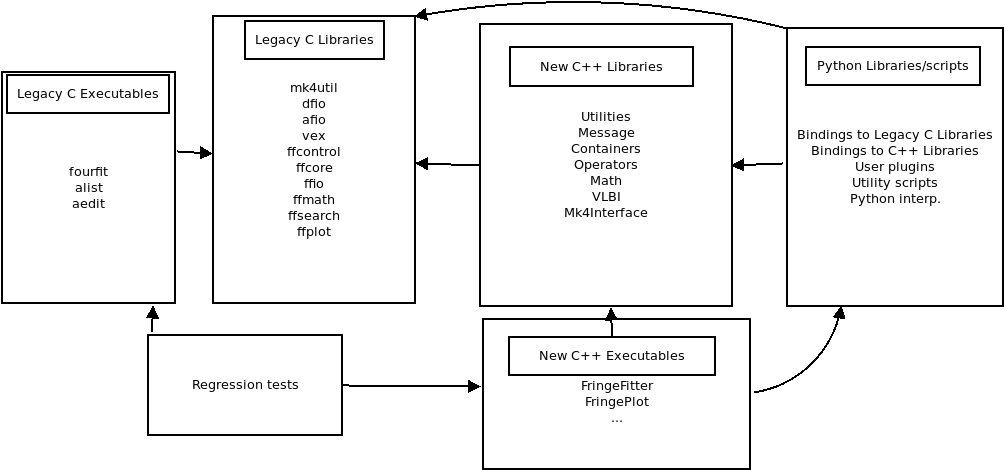 Legacy C Executables
fourfit
alist
aedit
Legacy C Libraries
mk4util
dfio
afio
vex
ffcontrol
ffcore
ffio
ffmath
ffsearch
ffplot
New C++ Libraries
Utilities
Message
Containers
Operators
Math
VLBI
Mk4Interface
Python Libraries/scripts
Bindings to Legacy C Libraries
Bindings to C++ Libraries
User plugins
Utility scripts
Python interp.
Regression tests
New C++ Executables
FringeFitter
FringePlot
...